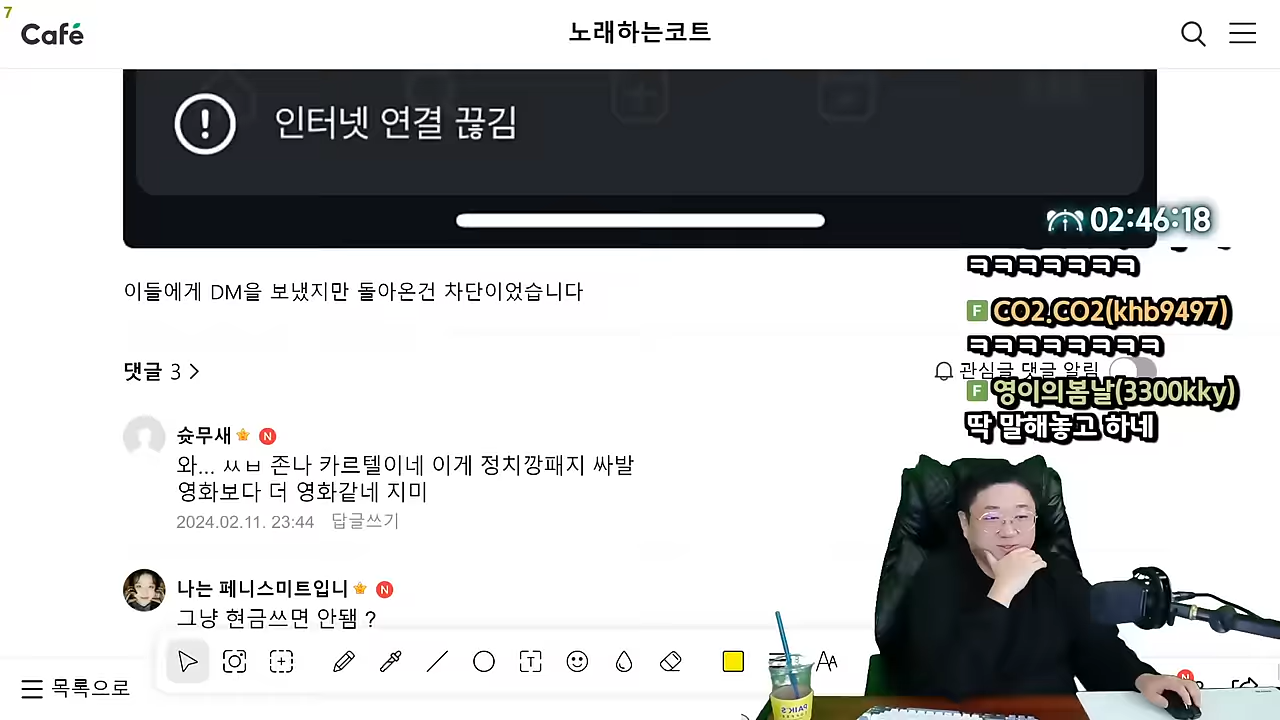 7
Café
노래하는코트
인터넷 연결 끊김
02:46:18
ㅋㅋㅋㅋㅋㅋㅋ
이들에게 DM을 보냈지만 돌아온건 차단이었습니다
F CO2.CO2(khb9497)
ㅋㅋㅋㅋㅋㅋㅋㅋ
댓글 3
관심글 댓글 알림
F 영이의봄날(3300kky)
딱 말해놓고 하네
슛무새 N
와... ㅆㅂ 존나 카르텔이네 이게 정치깡패지 싸발
영화보다 더 영화같네 지미
2024.02.11. 23:44 답글쓰기
나는 페니스미트입니 N
그냥 현금쓰면 안됌 ?
T
AA
목록으로
N
PAIK'S